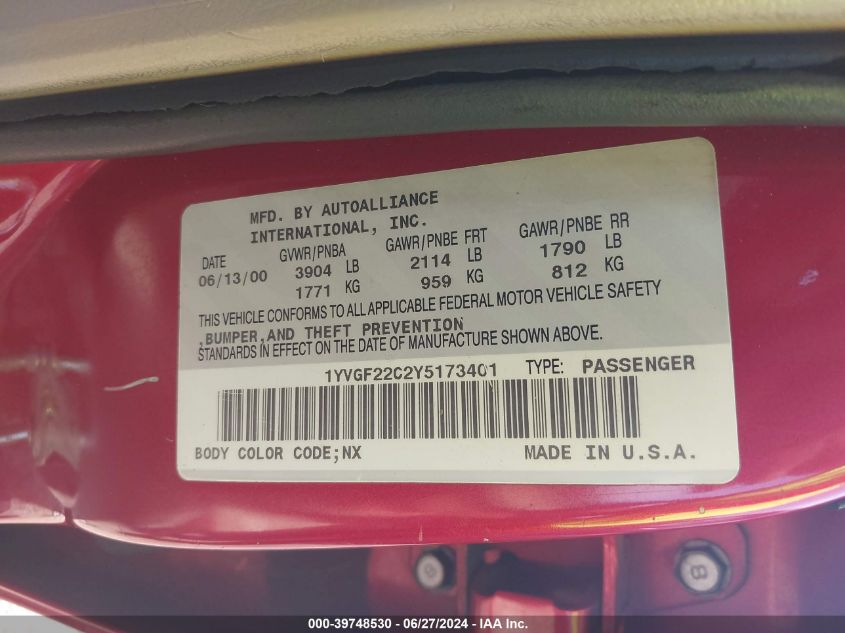 MFD. BY AUTOALLIANCE
INTERNATIONAL, INC.
DATE GVWR/PNBA GAWR/PNBE FRT GAWR/PNBE RR
06/13/00 3904 LB 2114 LB 1790 LB
1771 KG 959 KG 812 KG
THIS VEHICLE CONFORMS TO ALL APPLICABLE FEDERAL MOTOR VEHICLE SAFETY
,BUMPER,AND THEFT PREVENTION
STANDARDS IN EFFECT ON THE DATE OF MANUFACTURE SHOWN ABOVE.
1YVGF22C2Y5173401 TYPE: PASSENGER
BODY COLOR CODE;NX MADE IN U.S.A.
8 8
000-39748530 - 06/27/2024 - IAA Inc.